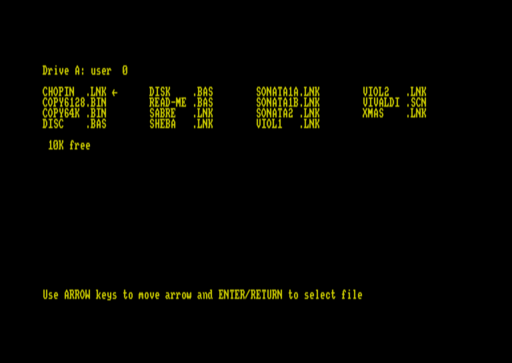 Drive A: user  0
CHOPIN  .LNK ←    DISK    .BAS    SONATA1A.LNK    VIOL2   .LNK
COPY6128.BIN    READ-ME .BAS    SONATA1B.LNK    VIVALDI .SCN
COPY64K .BIN    SABRE   .LNK    SONATA2 .LNK    XMAS    .LNK
DISC    .BAS    SHEBA   .LNK    VIOL1   .LNK
10K free
Use ARROW keys to move arrow and ENTER/RETURN to select file